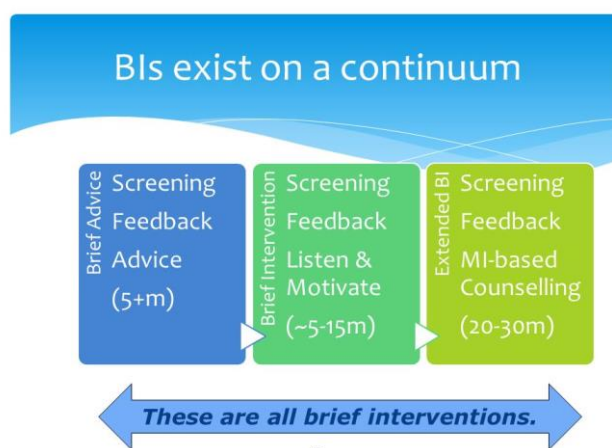 BIs exist on a continuum
Brief Advice
Screening
Feedback
Advice
(5+m)
Brief Intervention
Screening
Feedback
Listen &
Motivate
(~5-15m)
Extended BI
Screening
Feedback
MI-based
Counselling
(20-30m)
These are all brief interventions.